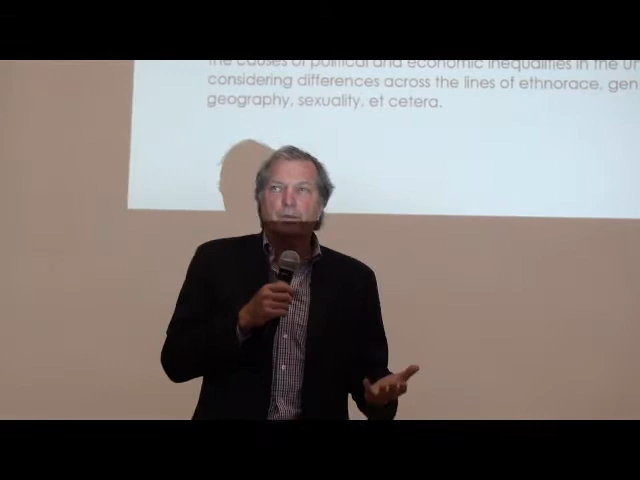 the causes of political and economic inequalities in the
considering differences across the lines of ethnorace,
geography, sexuality, et cetera.